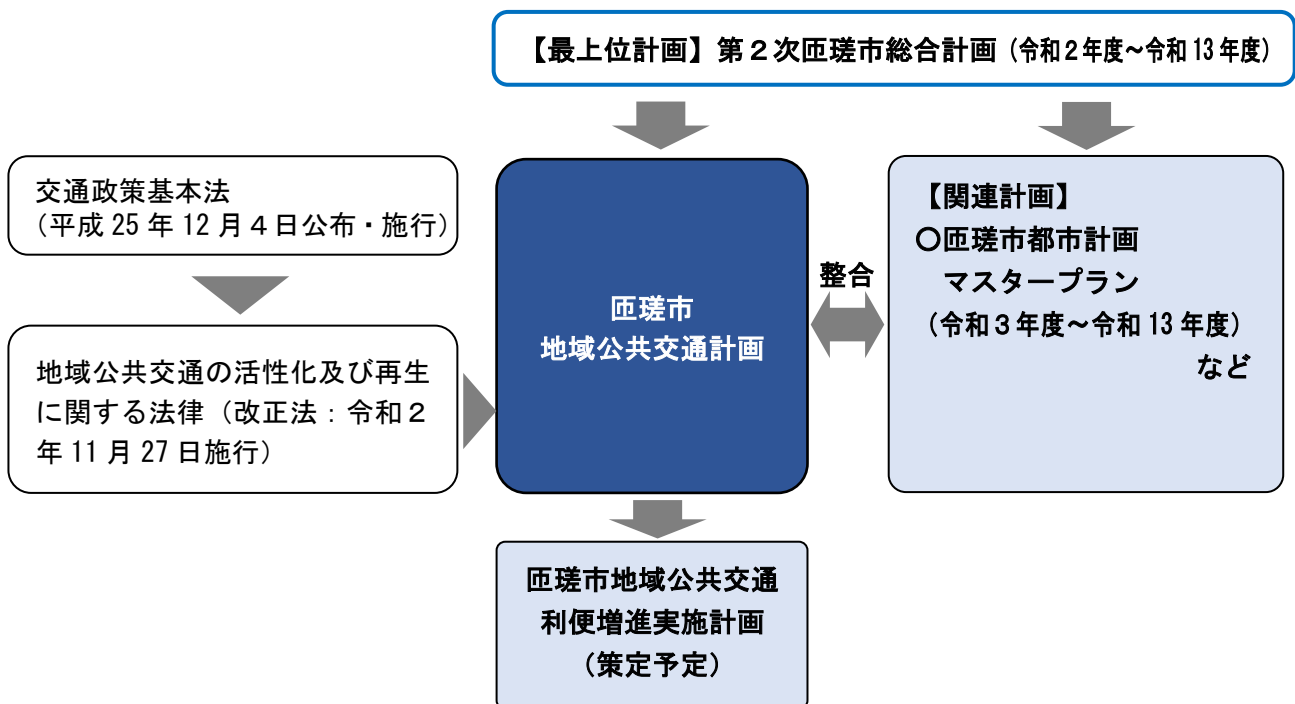 【最上位計画】第２次匝瑳市総合計画（令和２年度～令和 13 年度）
交通政策基本法
（平成 25 年 12 月４日公布・施行）
地域公共交通の活性化及び再生
に関する法律（改正法：令和２
年 11 月 27 日施行）
匝瑳市
地域公共交通計画
整合
【関連計画】
〇匝瑳市都市計画
マスタープラン
（令和３年度～令和 13 年度）
など
匝瑳市地域公共交通
利便増進実施計画
（策定予定）